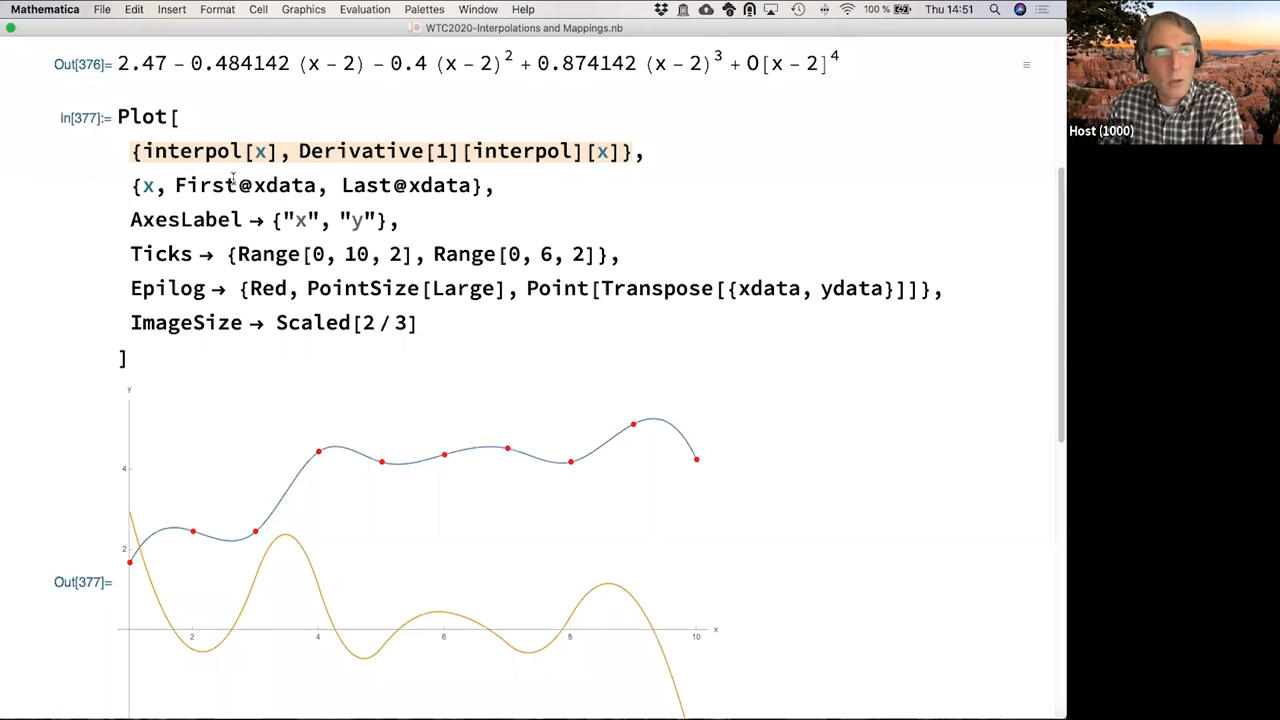 Mathematica File Edit Insert Format Cell Graphics Evaluation Palettes Window Help 100 % Thu 14:51
WTC2020-Interpolations and Mappings.nb
Out[376]= 2.47 − 0.484142 (x − 2) − 0.4 (x − 2)^2 + 0.874142 (x − 2)^3 + O[x − 2]^4
In[377]:= Plot[
{interpol[x], Derivative[1][interpol][x]},
{x, First@xdata, Last@xdata},
AxesLabel → {"x", "y"},
Ticks → {Range[0, 10, 2], Range[0, 6, 2]},
Epilog → {Red, PointSize[Large], Point[Transpose[{xdata, ydata}]]},
ImageSize → Scaled[2 / 3]
]
y
4
2
Out[377]=
2 4 6 8 10 x
Host (1000)